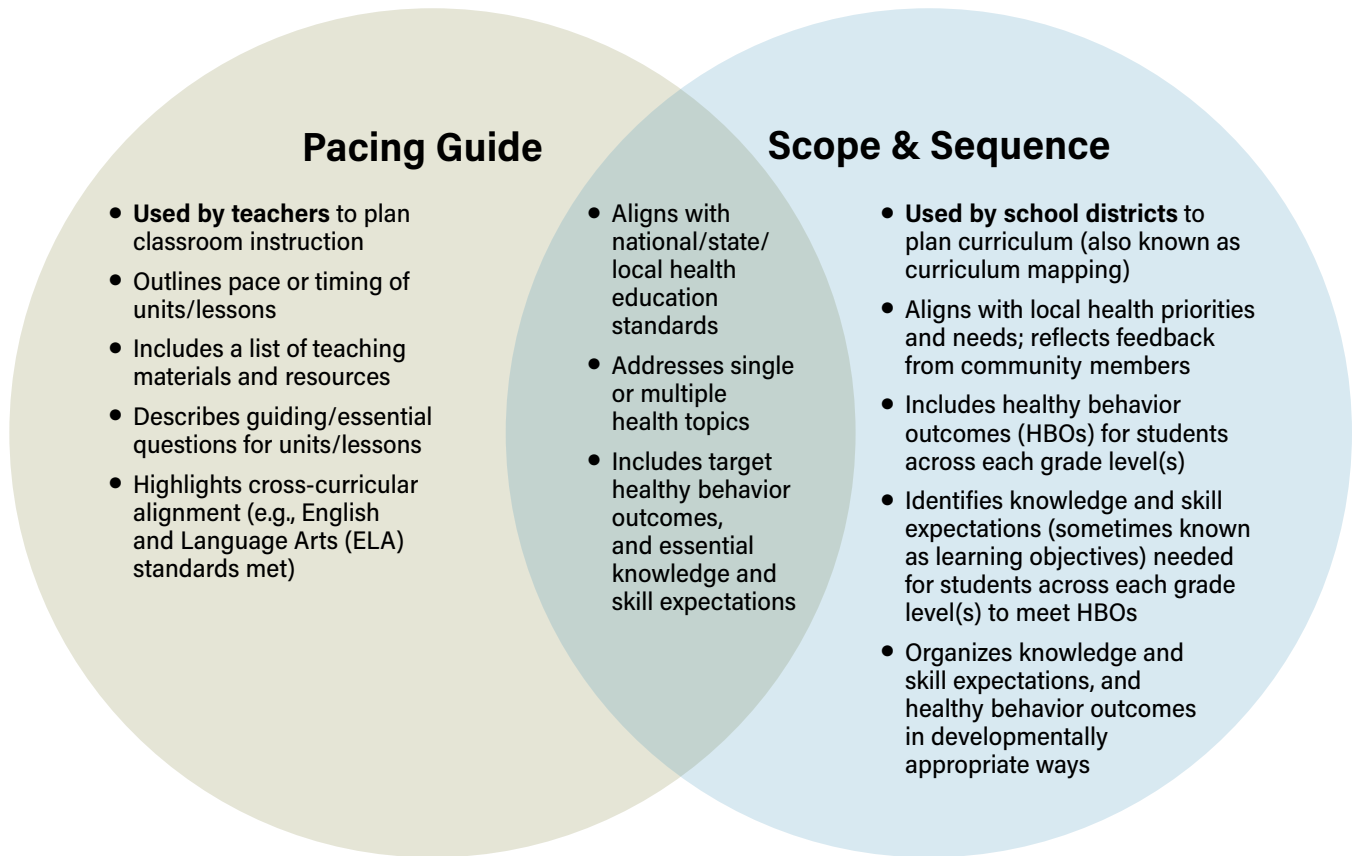 Pacing Guide
• Used by teachers to plan
classroom instruction
• Outlines pace or timing of
units/lessons
• Includes a list of teaching
materials and resources
• Describes guiding/essential
questions for units/lessons
• Highlights cross-curricular
alignment (e.g., English
and Language Arts (ELA)
standards met)
• Aligns with
national/state/
local health
education
standards
• Addresses single
or multiple
health topics
• Includes target
healthy behavior
outcomes,
and essential
knowledge and
skill expectations
Scope & Sequence
• Used by school districts to
plan curriculum (also known as
curriculum mapping)
• Aligns with local health priorities
and needs; reflects feedback
from community members
• Includes healthy behavior
outcomes (HBOs) for students
across each grade level(s)
• Identifies knowledge and skill
expectations (sometimes known
as learning objectives) needed
for students across each grade
level(s) to meet HBOs
• Organizes knowledge and
skill expectations, and
healthy behavior outcomes
in developmentally
appropriate ways